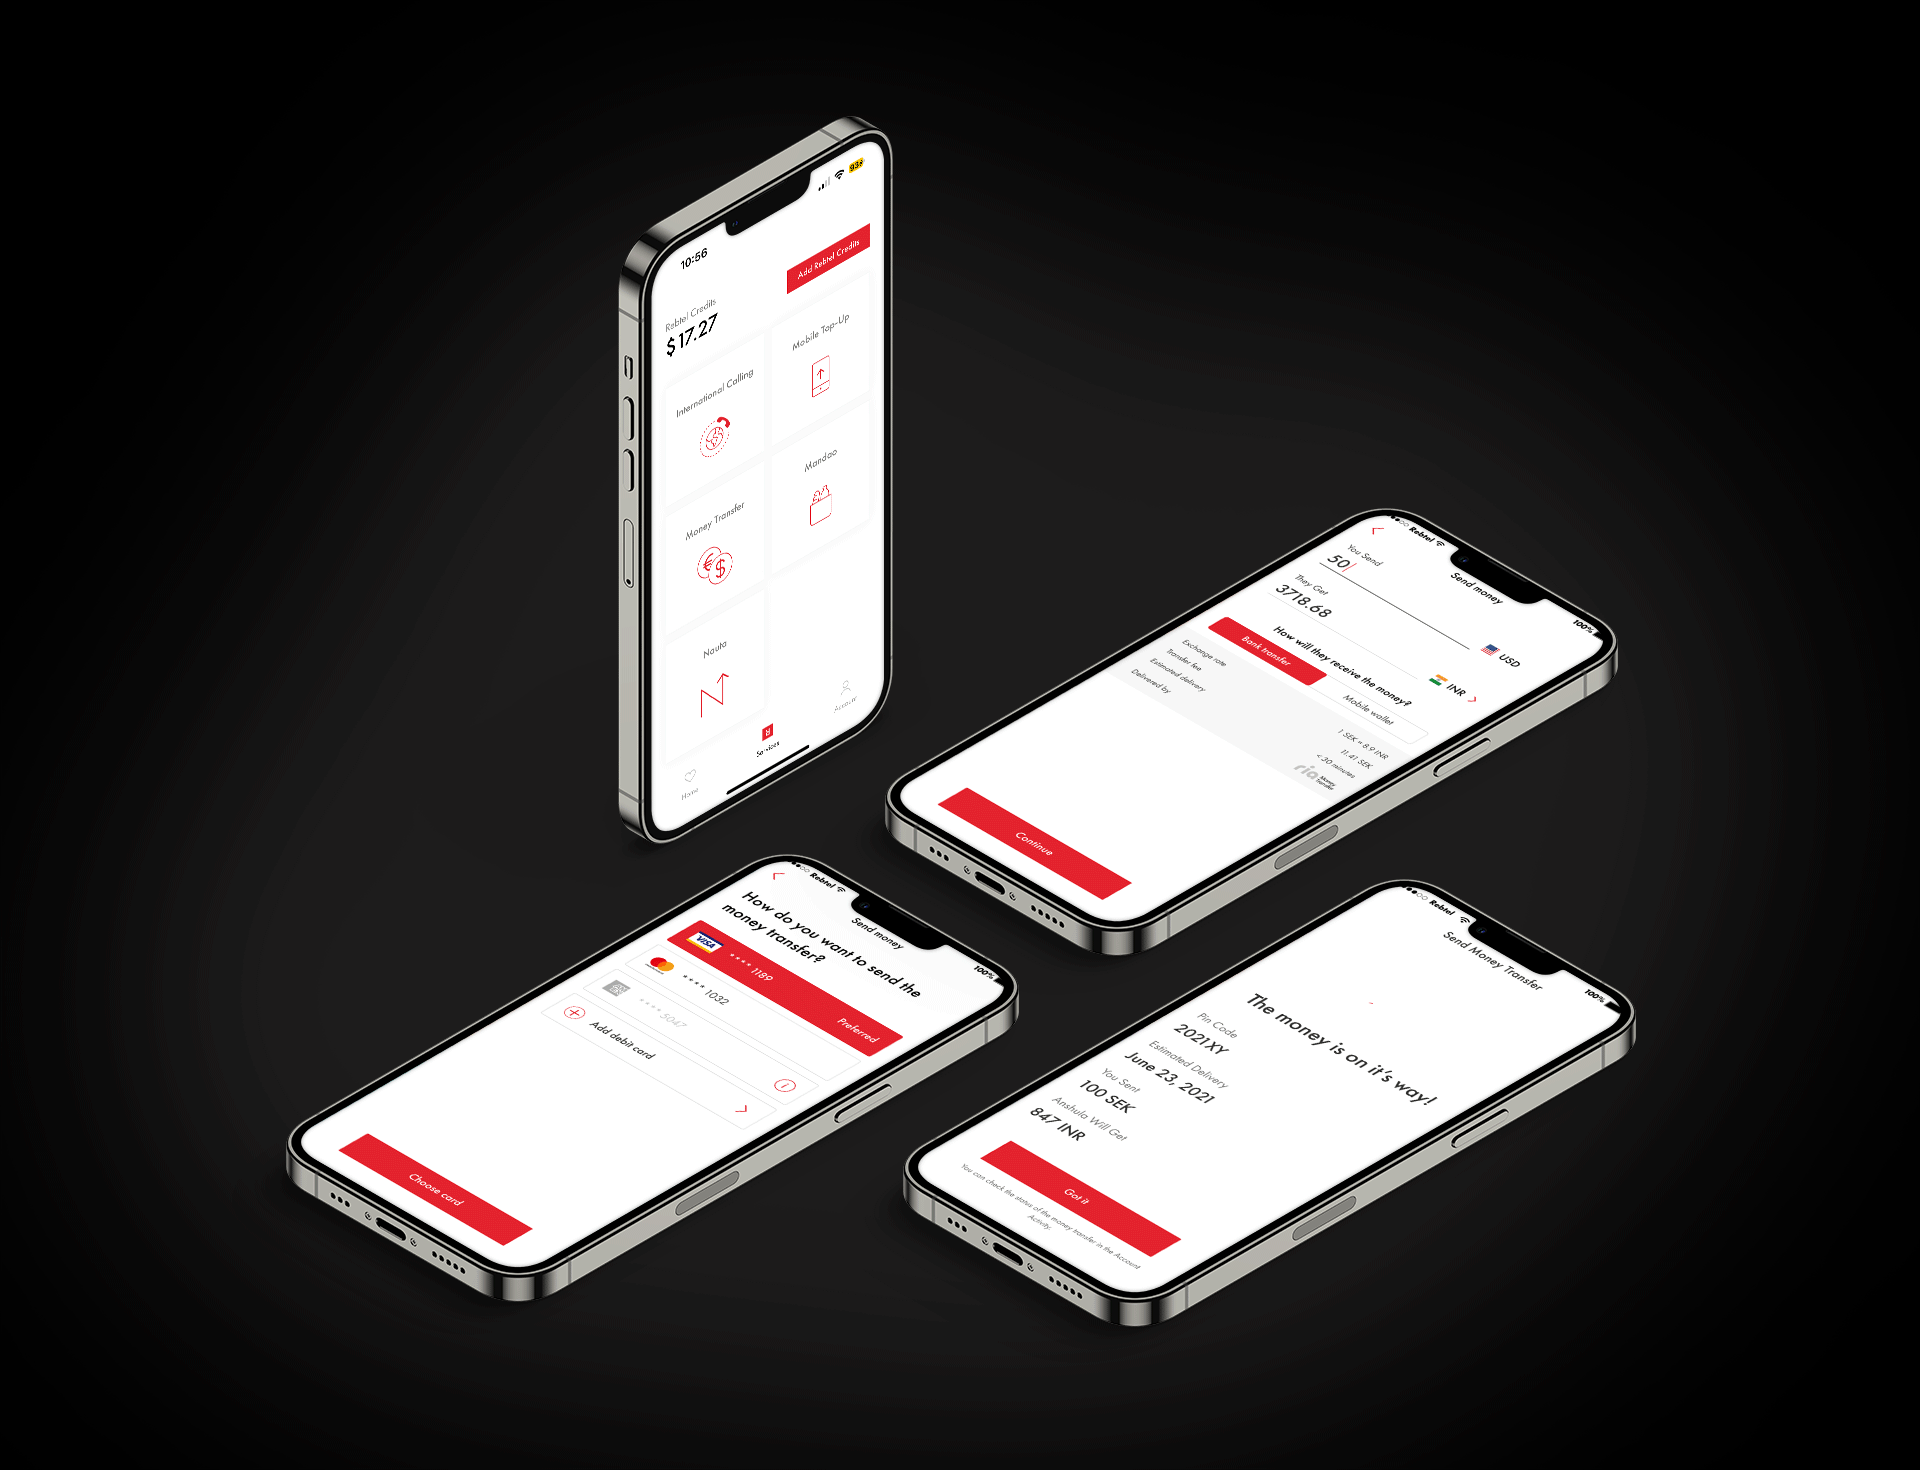 10:56
93
Add Rebtel Credits
Rebtel Credits
$17.27
International Calling
Mobile Top-Up
Money Transfer
Mandao
Nauta
Home
Services
Account
Rebtel
100%
Send money
You Send
50
USD
They Get
3718.68
INR
How will they receive the money?
Bank transfer
Mobile wallet
Exchange rate
1 SEK = 8.9 INR
Transfer fee
11.41 SEK
Estimated delivery
< 30 minutes
Delivered by
ria Money Transfer
Continue
Rebtel
100%
Send money
How do you want to send the
money transfer?
VISA
**** 1189
Preferred
**** 1032
**** 5047
Add debit card
i
Choose card
Rebtel
100%
Send Money Transfer
The money is on it's way!
Pin Code
2021XY
Estimated Delivery
June 23, 2021
You Sent
100 SEK
Anshula Will Get
847 INR
Got it
You can check the status of the money transfer in the Account
Activity.